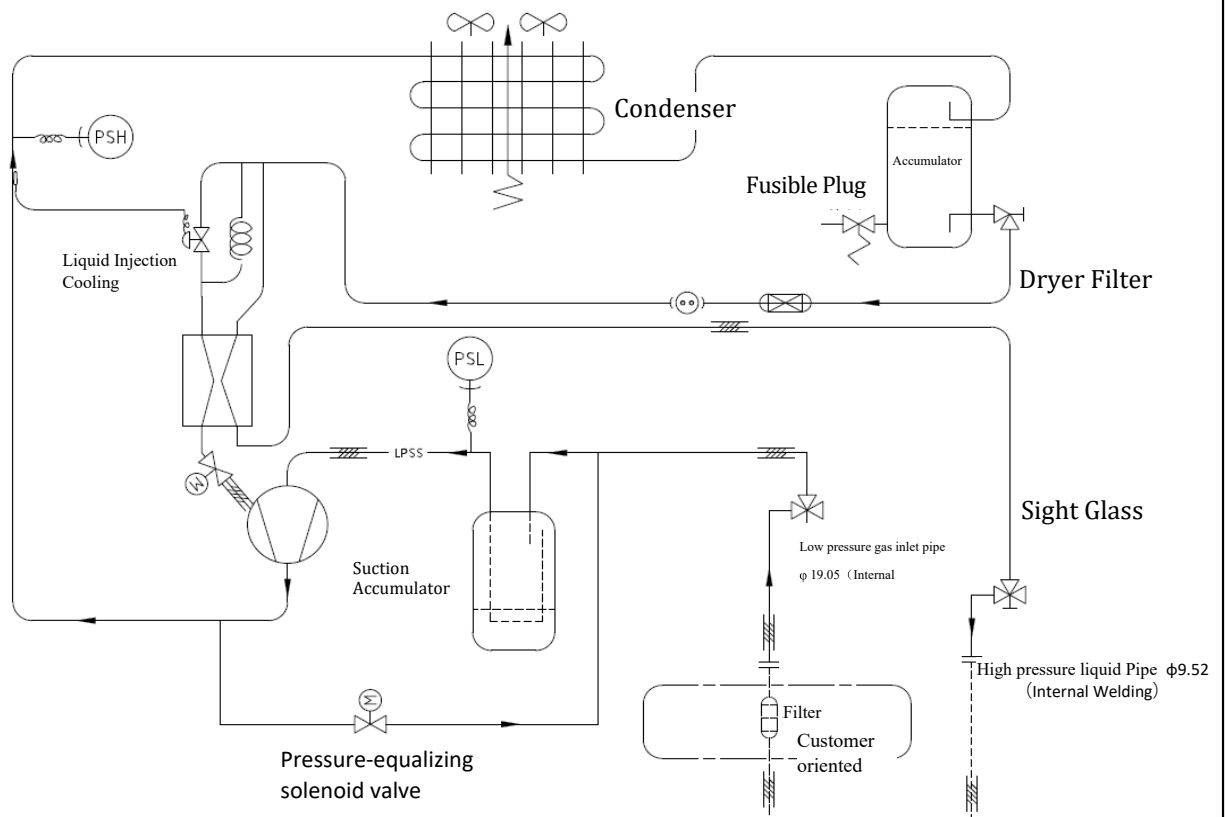 Condenser
PSH
Accumulator
Fusible Plug
Liquid Injection
Cooling
Dryer Filter
PSL
LPSS
Sight Glass
Low pressure gas inlet pipe
φ 19.05（Internal
Suction
Accumulator
M
High pressure liquid Pipe φ9.52
（Internal Welding）
M
Filter
Customer
oriented
Pressure-equalizing
solenoid valve